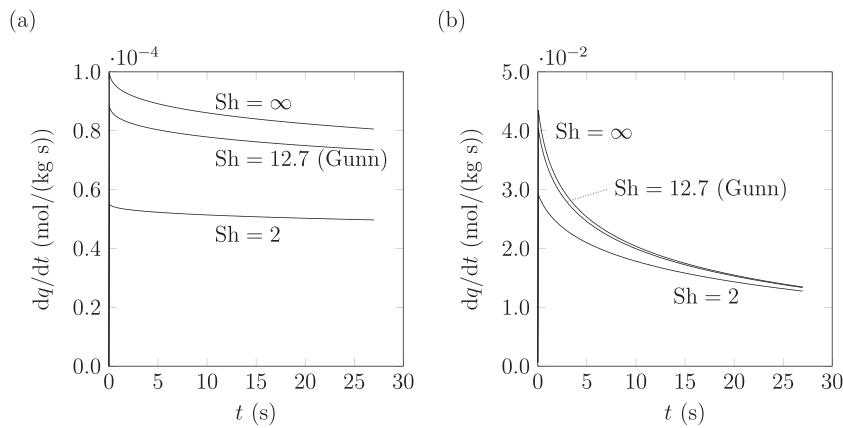 (a)
·10⁻⁴
1.0
0.8
0.6
0.4
0.2
0.0
0 5 10 15 20 25 30
dq/dt (mol/(kg s))
t (s)
Sh = ∞
Sh = 12.7 (Gunn)
Sh = 2
(b)
·10⁻²
5.0
4.0
3.0
2.0
1.0
0.0
0 5 10 15 20 25 30
dq/dt (mol/(kg s))
t (s)
Sh = ∞
Sh = 12.7 (Gunn)
Sh = 2